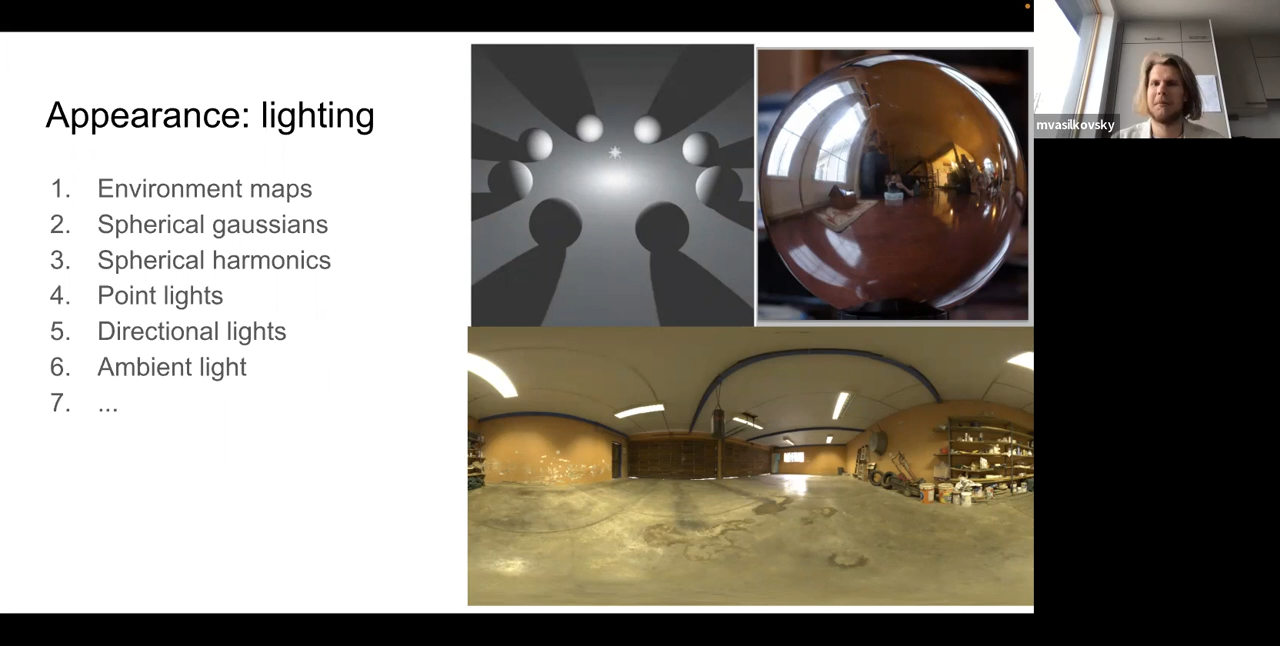 Appearance: lighting
1. Environment maps
2. Spherical gaussians
3. Spherical harmonics
4. Point lights
5. Directional lights
6. Ambient light
7. ...
mvasilkovsky